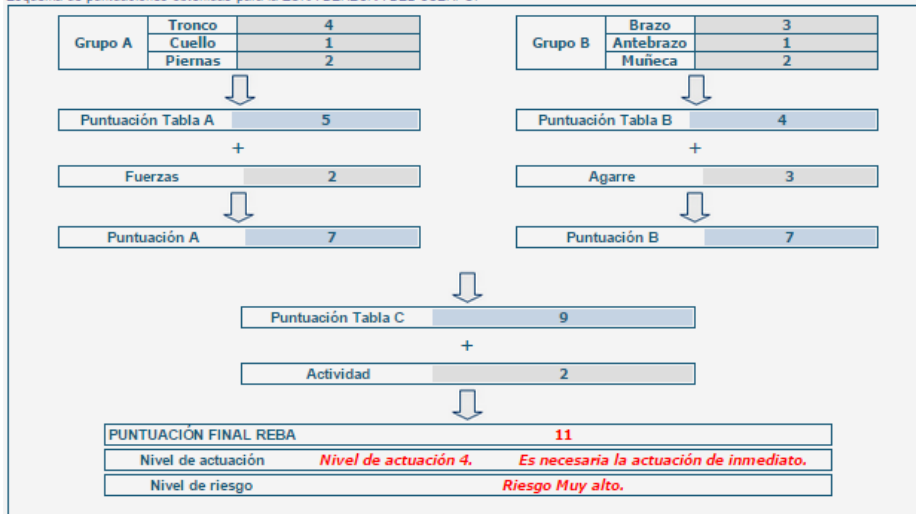 Grupo A Tronco 4
Cuello 1
Piernas 2
Grupo B Brazo 3
Antebrazo 1
Muñeca 2
Puntuación Tabla A 5
Puntuación Tabla B 4
+
+
Fuerzas 2
Agarre 3
Puntuación A 7
Puntuación B 7
Puntuación Tabla C 9
+
Actividad 2
PUNTUACIÓN FINAL REBA 11
Nivel de actuación Nivel de actuación 4. Es necesaria la actuación de inmediato.
Nivel de riesgo Riesgo Muy alto.